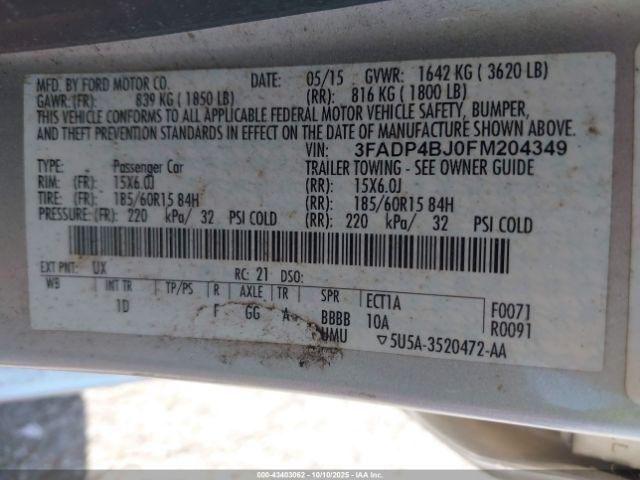 MFD. BY FORD MOTOR CO. DATE: 05/15 GVWR: 1642 KG ( 3620 LB)
GAWR:(FR): 839 KG ( 1850 LB) (RR): 816 KG ( 1800 LB)
THIS VEHICLE CONFORMS TO ALL APPLICABLE FEDERAL MOTOR VEHICLE SAFETY, BUMPER,
AND THEFT PREVENTION STANDARDS IN EFFECT ON THE DATE OF MANUFACTURE SHOWN ABOVE.
VIN: 3FADP4BJ0FM204349
TYPE: Passenger Car TRAILER TOWING - SEE OWNER GUIDE
RIM: (FR): 15X6.0J (RR): 15X6.0J
TIRE: (FR): 185/60R15 84H (RR): 185/60R15 84H
PRESSURE: (FR): 220 kPa/ 32 PSI COLD (RR): 220 kPa/ 32 PSI COLD
EXT PNT: UX RC: 21 DSO:
WB INT TR TP/PS R AXLE TR SPR ECT1A F0071
1D F GG A BBBB 10A R0091
UMU ▽5U5A-3520472-AA
000-43403062 - 10/10/2025 - IAAI.com